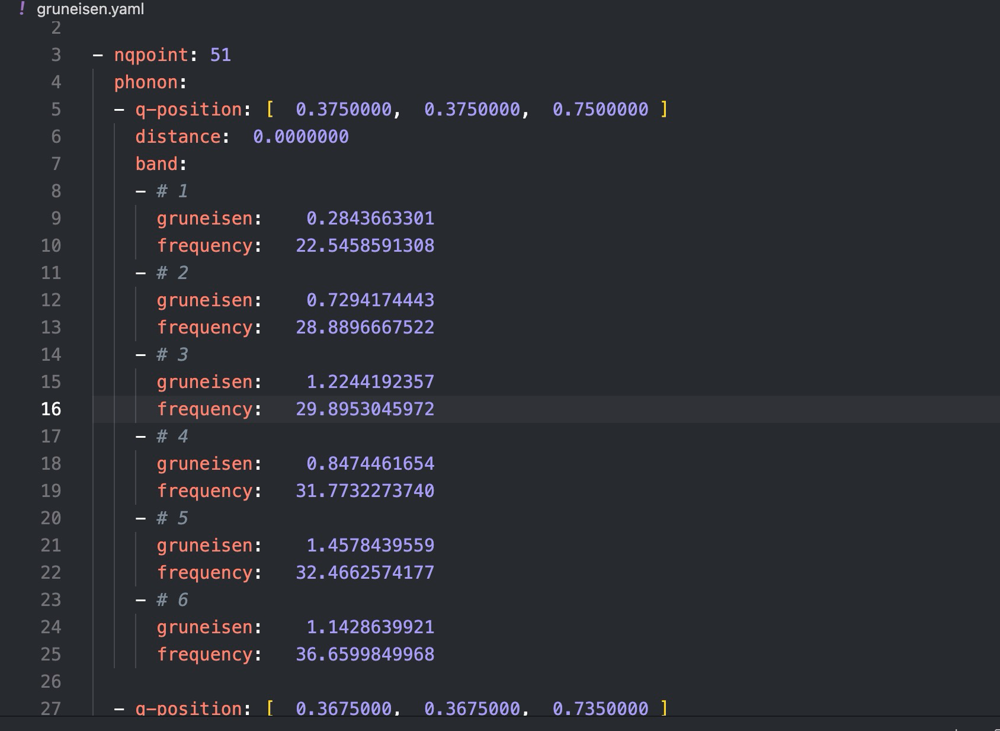 ! gruneisen.yaml
2
3 - nqpoint: 51
4 phonon:
5 - q-position: [ 0.3750000, 0.3750000, 0.7500000 ]
6 distance: 0.0000000
7 band:
8 - # 1
9 gruneisen: 0.2843663301
10 frequency: 22.5458591308
11 - # 2
12 gruneisen: 0.7294174443
13 frequency: 28.8896667522
14 - # 3
15 gruneisen: 1.2244192357
16 frequency: 29.8953045972
17 - # 4
18 gruneisen: 0.8474461654
19 frequency: 31.7732273740
20 - # 5
21 gruneisen: 1.4578439559
22 frequency: 32.4662574177
23 - # 6
24 gruneisen: 1.1428639921
25 frequency: 36.6599849968
26
27 - q-position: [ 0.3675000, 0.3675000, 0.7350000 ]